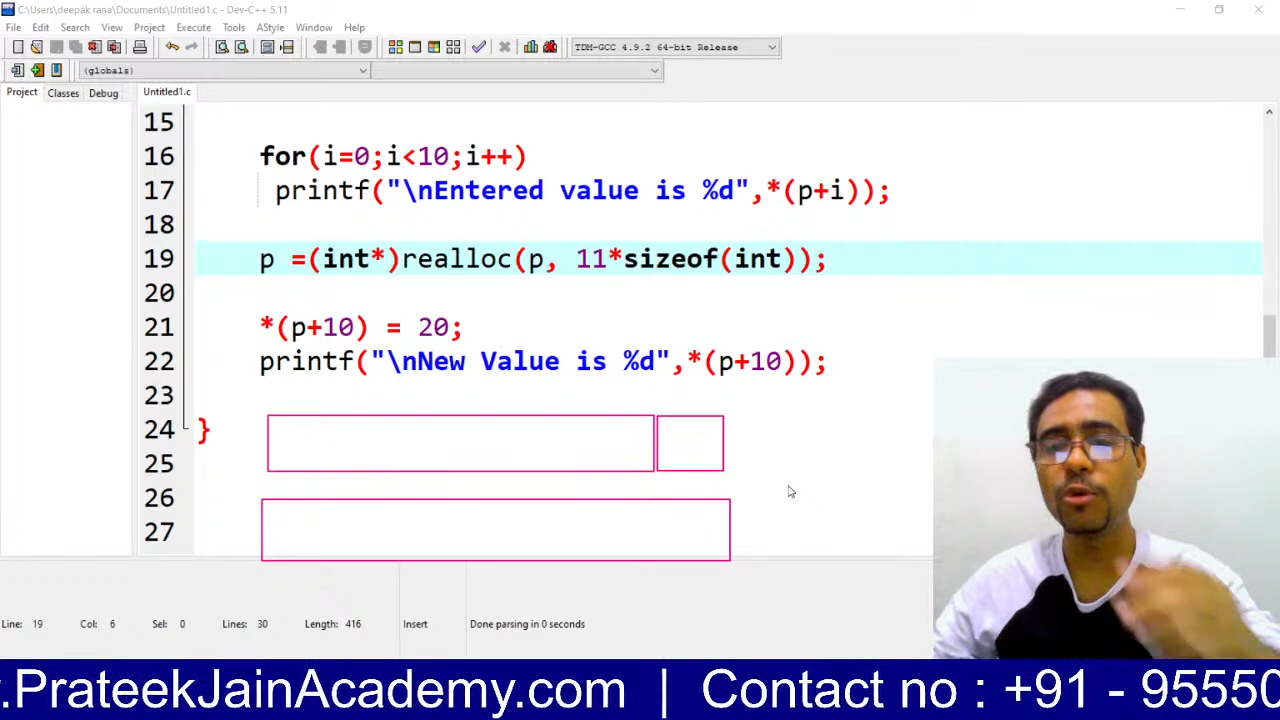 C:\Users\deepak rana\Documents\Untitled1.c - Dev-C++ 5.11
File Edit Search View Project Execute Tools AStyle Window Help
TDM-GCC 4.9.2 64-bit Release
(globals)
Project Classes Debug Untitled1.c
15
16 for(i=0;i<10;i++)
17 printf("\nEntered value is %d",*(p+i));
18
19 p =(int*)realloc(p, 11*sizeof(int));
20
21 *(p+10) = 20;
22 printf("\nNew Value is %d",*(p+10));
23
24 }
25
26
27
Line: 19 Col: 6 Sel: 0 Lines: 30 Length: 416 Insert Done parsing in 0 seconds
.PrateekJainAcademy.com | Contact no : +91 - 95550